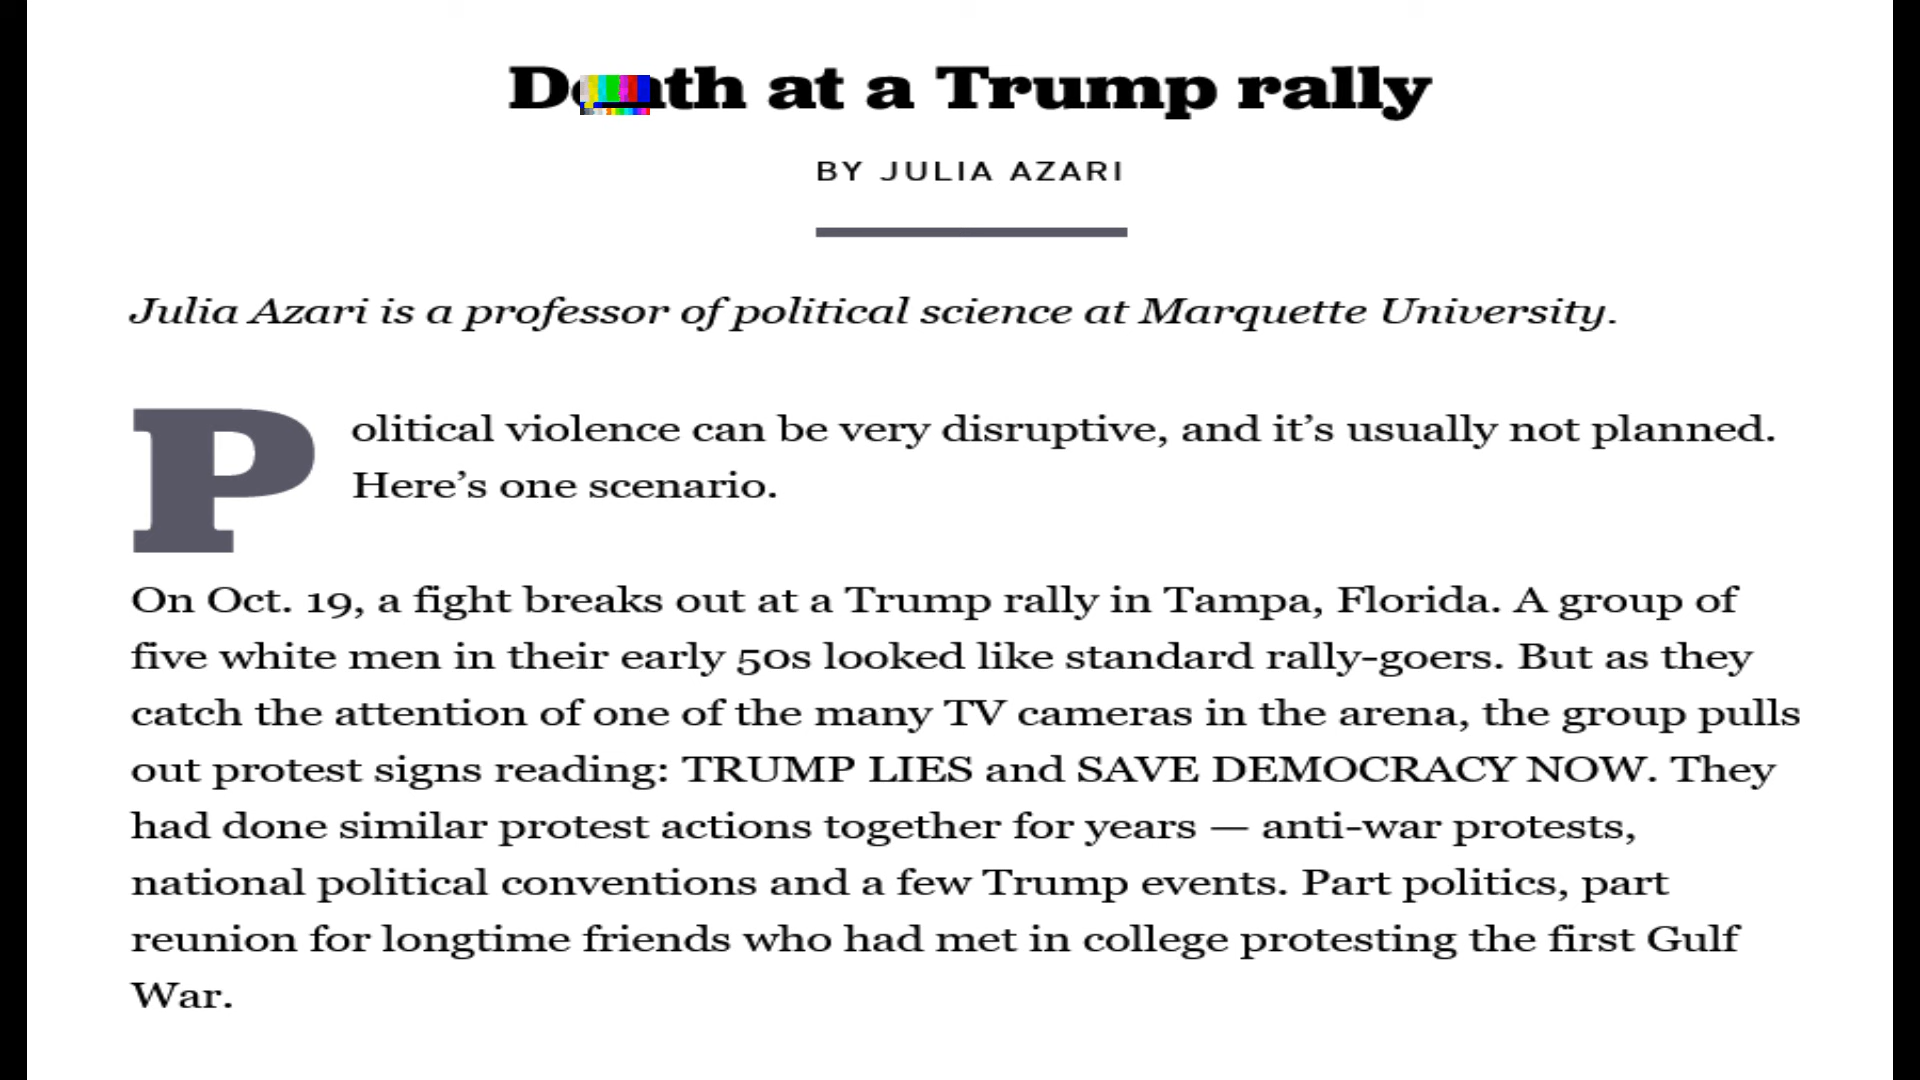 Death at a Trump rally
BY JULIA AZARI
Julia Azari is a professor of political science at Marquette University.
Political violence can be very disruptive, and it’s usually not planned.
Here’s one scenario.
On Oct. 19, a fight breaks out at a Trump rally in Tampa, Florida. A group of
five white men in their early 50s looked like standard rally-goers. But as they
catch the attention of one of the many TV cameras in the arena, the group pulls
out protest signs reading: TRUMP LIES and SAVE DEMOCRACY NOW. They
had done similar protest actions together for years — anti-war protests,
national political conventions and a few Trump events. Part politics, part
reunion for longtime friends who had met in college protesting the first Gulf
War.